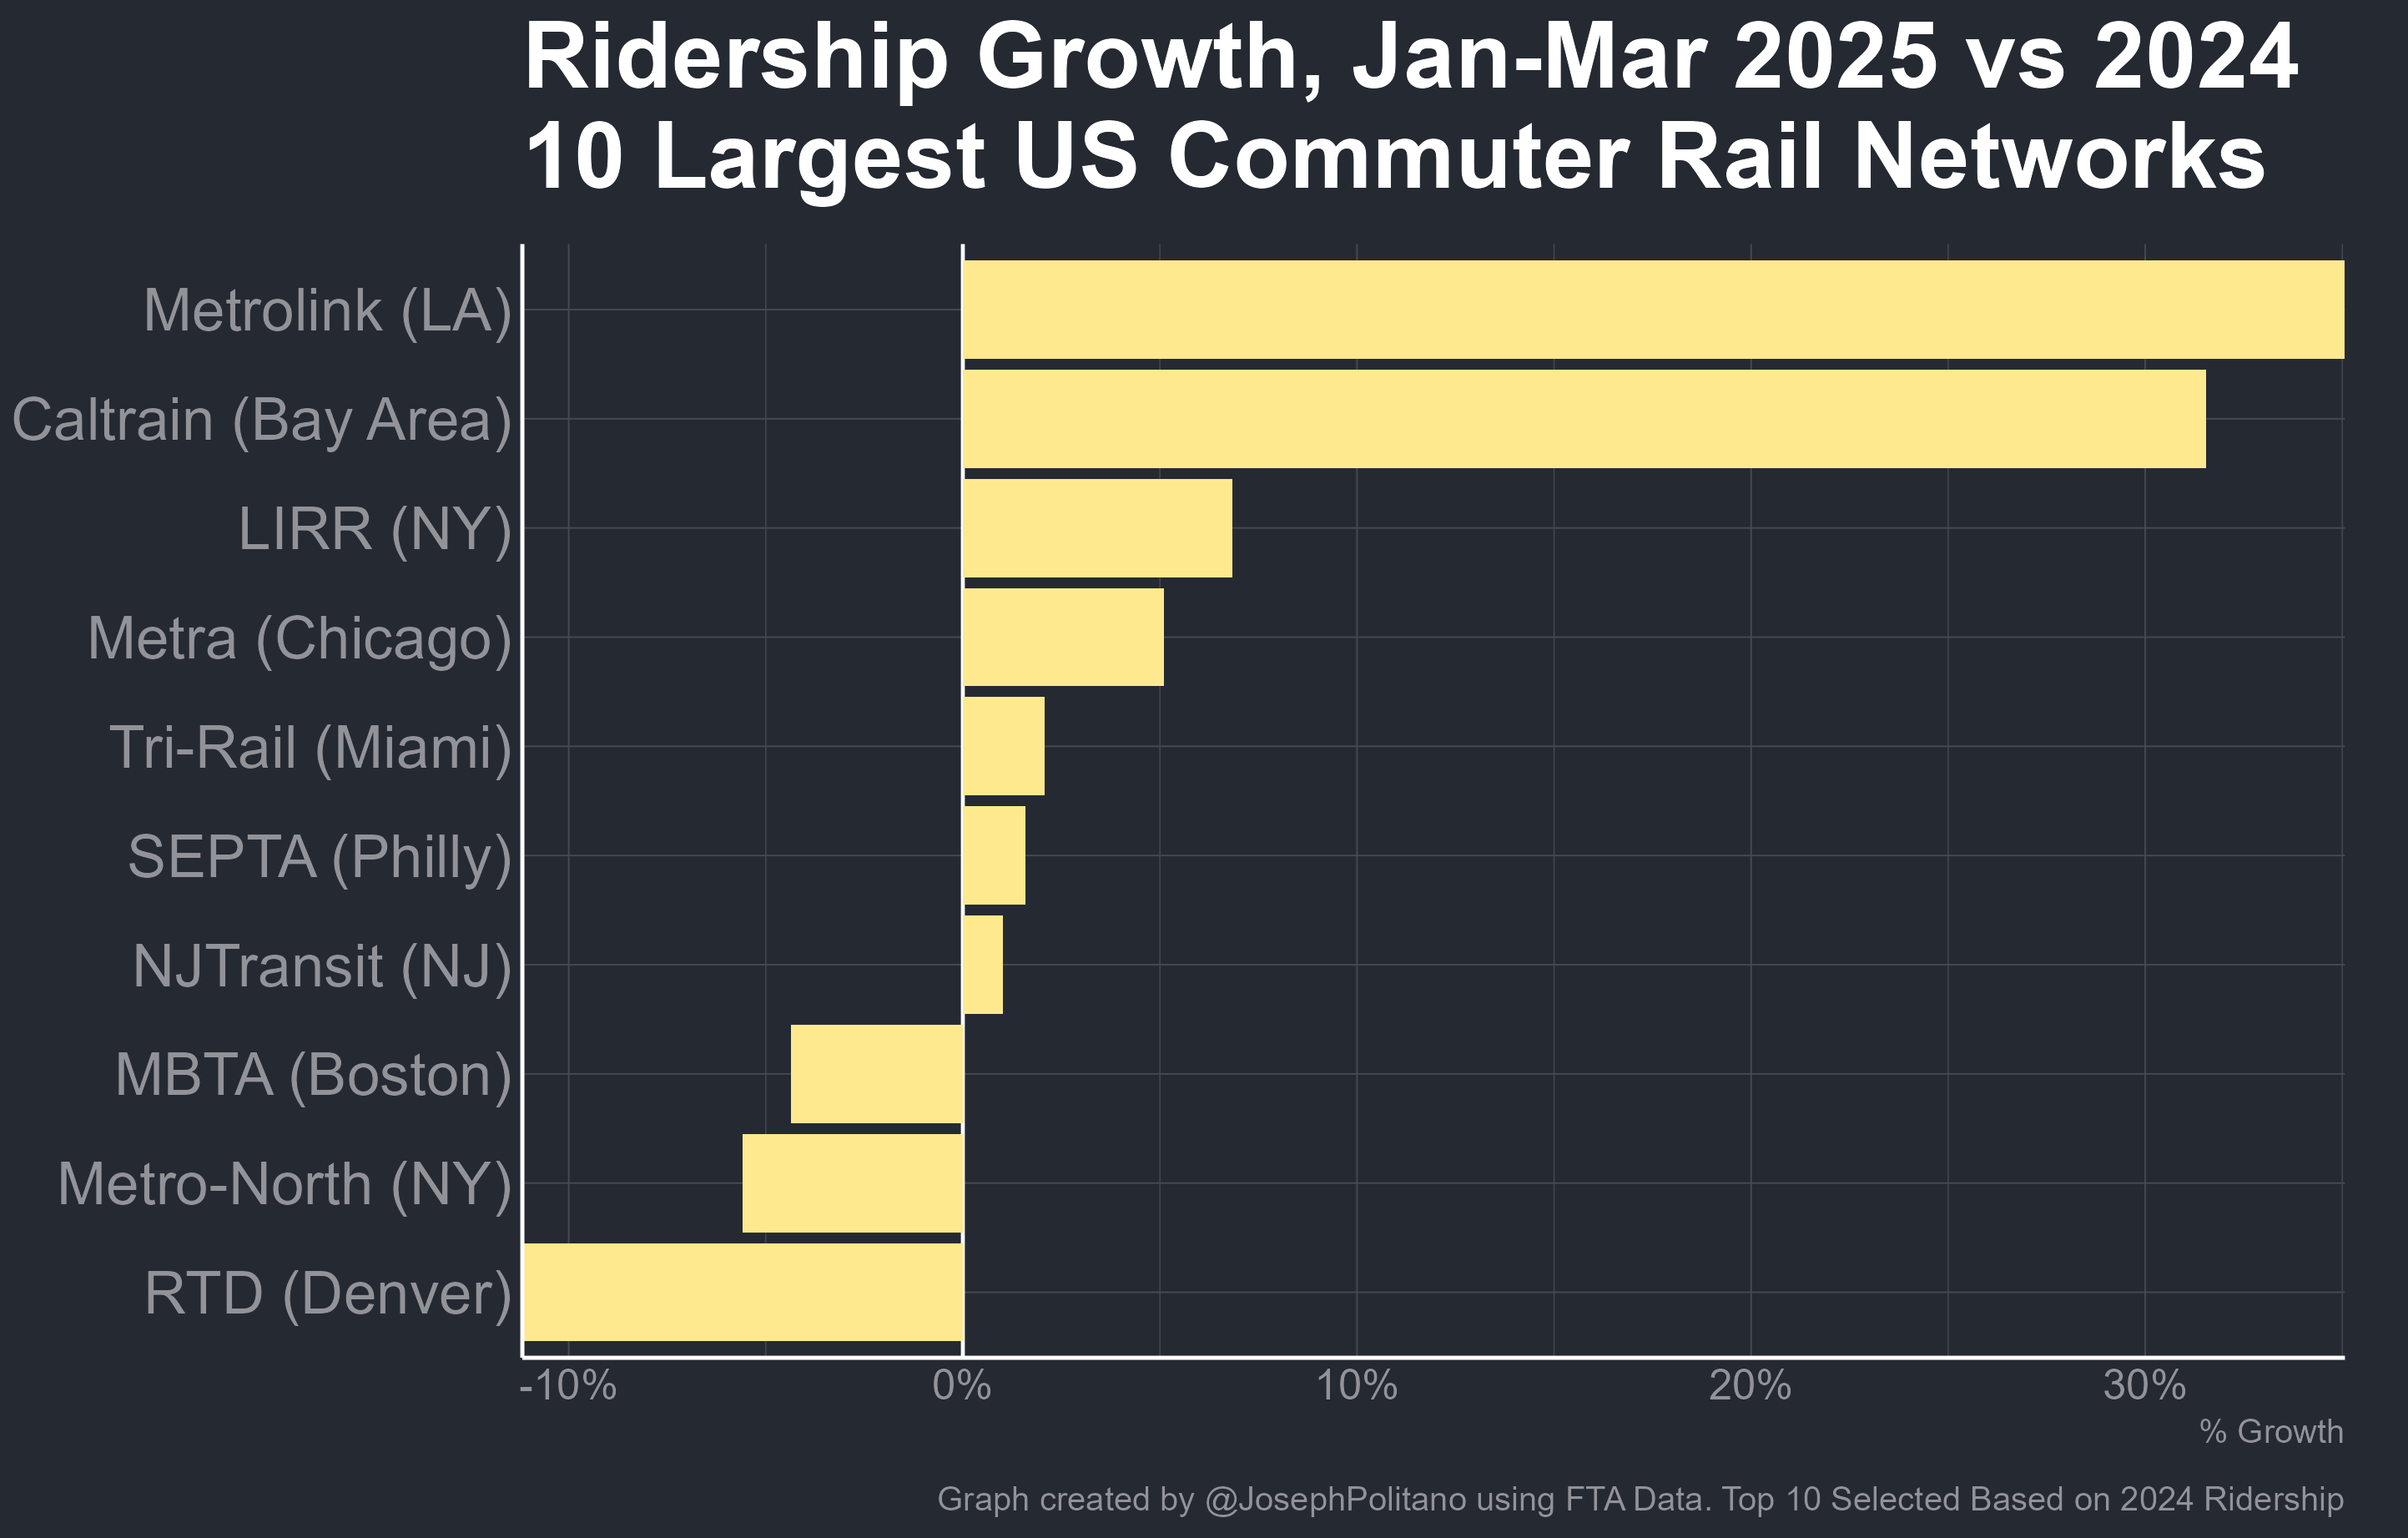 Ridership Growth, Jan-Mar 2025 vs 2024
10 Largest US Commuter Rail Networks
Metrolink (LA)
Caltrain (Bay Area)
LIRR (NY)
Metra (Chicago)
Tri-Rail (Miami)
SEPTA (Philly)
NJTransit (NJ)
MBTA (Boston)
Metro-North (NY)
RTD (Denver)
-10% 0% 10% 20% 30%
% Growth
Graph created by @JosephPolitano using FTA Data. Top 10 Selected Based on 2024 Ridership